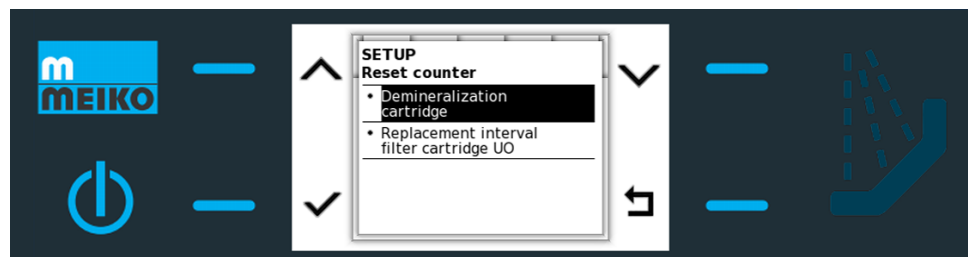 m
MEIKO
SETUP
Reset counter
• Demineralization
cartridge
• Replacement interval
filter cartridge UO